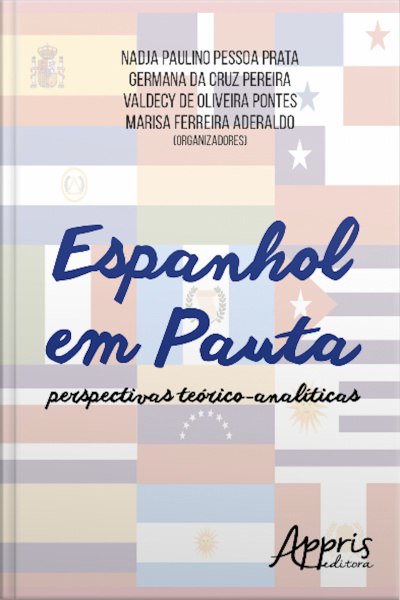 NADJA PAULINO PESSOA PRATA
GERMANA DA CRUZ PEREIRA
VALDECY DE OLIVEIRA PONTES
MARISA FERREIRA ADERALDO
(ORGANIZADORES)
Espanhol
em Pauta
perspectivas teórico-analíticas
Appris
editora